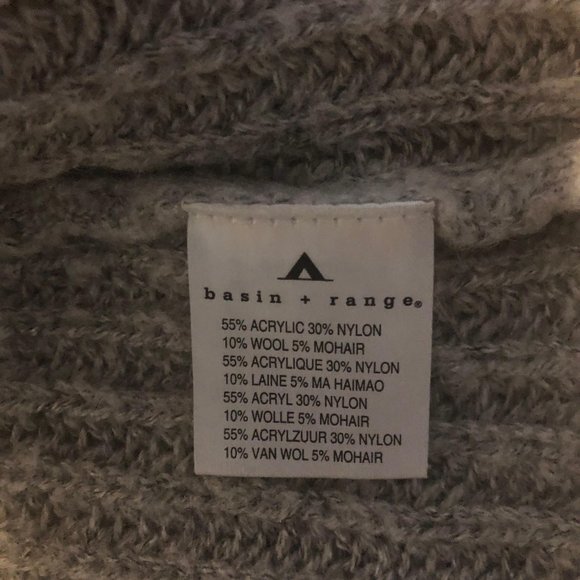 basin + range®
55% ACRYLIC 30% NYLON
10% WOOL 5% MOHAIR
55% ACRYLIQUE 30% NYLON
10% LAINE 5% MA HAIMAO
55% ACRYL 30% NYLON
10% WOLLE 5% MOHAIR
55% ACRYLZUUR 30% NYLON
10% VAN WOL 5% MOHAIR